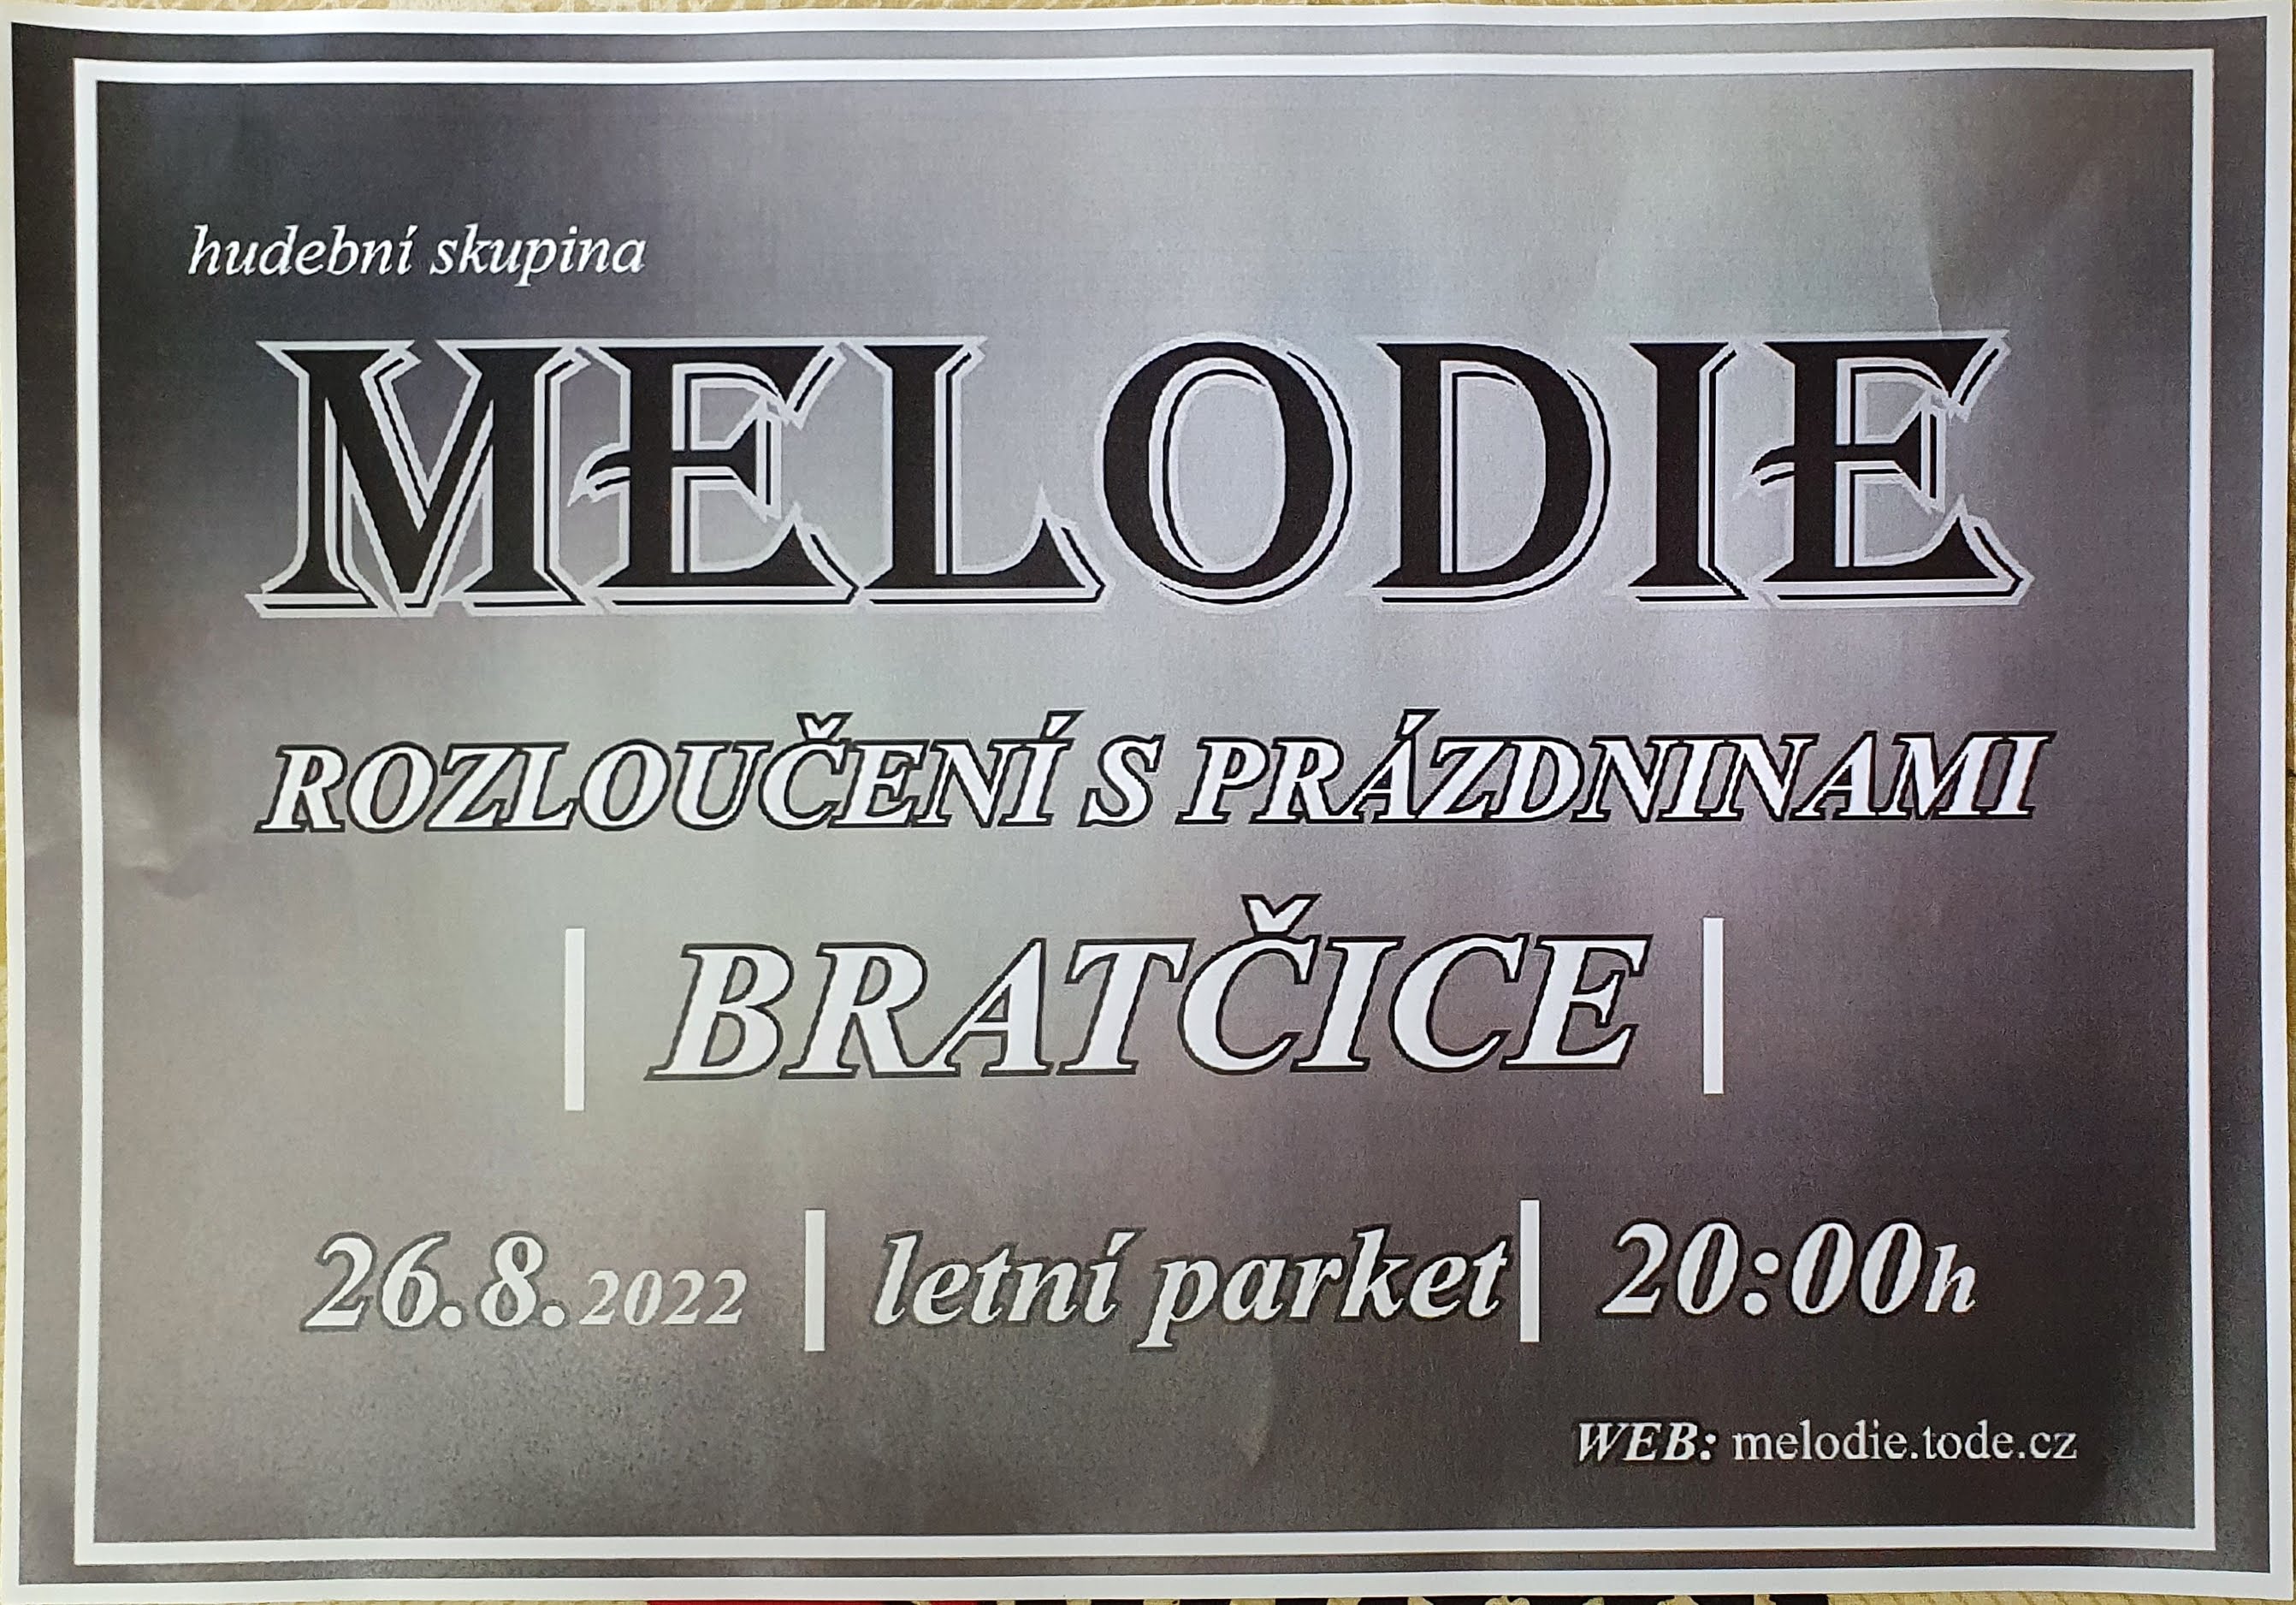 hudební skupina
MELODIE
ROZLOUČENÍ S PRÁZDNINAMI
| BRATČICE |
26.8.2022 | letní parket | 20:00h
WEB: melodie.tode.cz